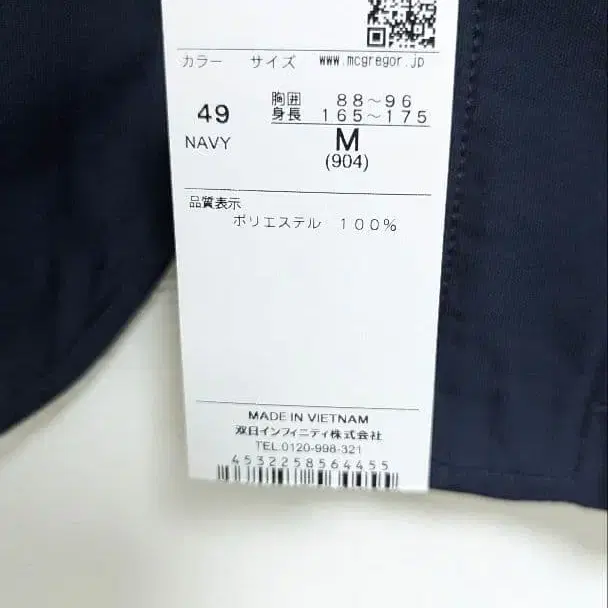 カラー サイズ www.mcgregor.jp
49 胸囲 88～96
身長 165～175
NAVY M
(904)
品質表示
ポリエステル 100%
MADE IN VIETNAM
双日インフィニティ株式会社
TEL.0120-998-321
4532258564455